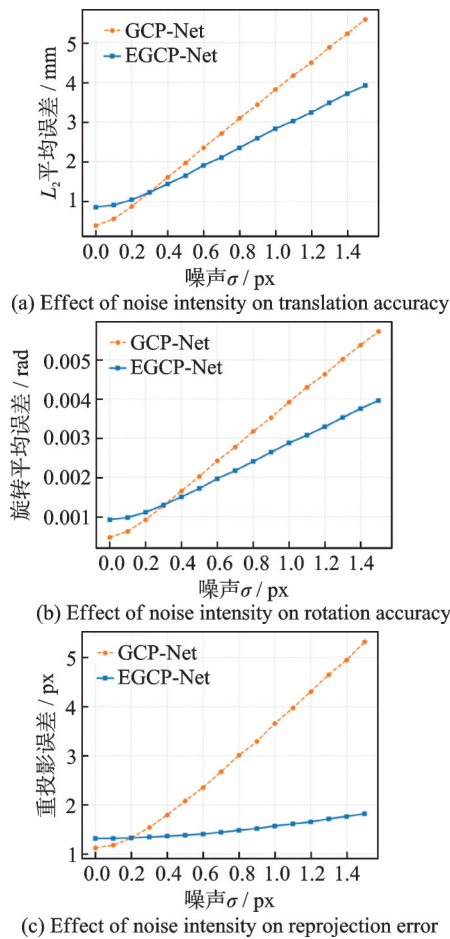 GCP-Net
EGCP-Net
5
4
3
2
1
L₂平均误差 / mm
0.0 0.2 0.4 0.6 0.8 1.0 1.2 1.4
噪声σ / px
(a) Effect of noise intensity on translation accuracy
GCP-Net
EGCP-Net
0.005
0.004
0.003
0.002
0.001
旋转平均误差 / rad
0.0 0.2 0.4 0.6 0.8 1.0 1.2 1.4
噪声σ / px
(b) Effect of noise intensity on rotation accuracy
GCP-Net
EGCP-Net
5
4
3
2
1
重投影误差 / px
0.0 0.2 0.4 0.6 0.8 1.0 1.2 1.4
噪声σ / px
(c) Effect of noise intensity on reprojection error